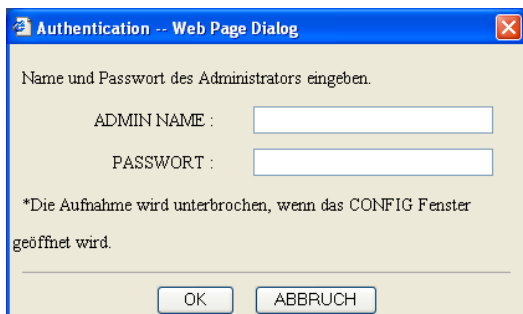 Authentication -- Web Page Dialog
Name und Passwort des Administrators eingeben.
ADMIN NAME :
PASSWORT :
*Die Aufnahme wird unterbrochen, wenn das CONFIG Fenster
geöffnet wird.
OK ABBRUCH